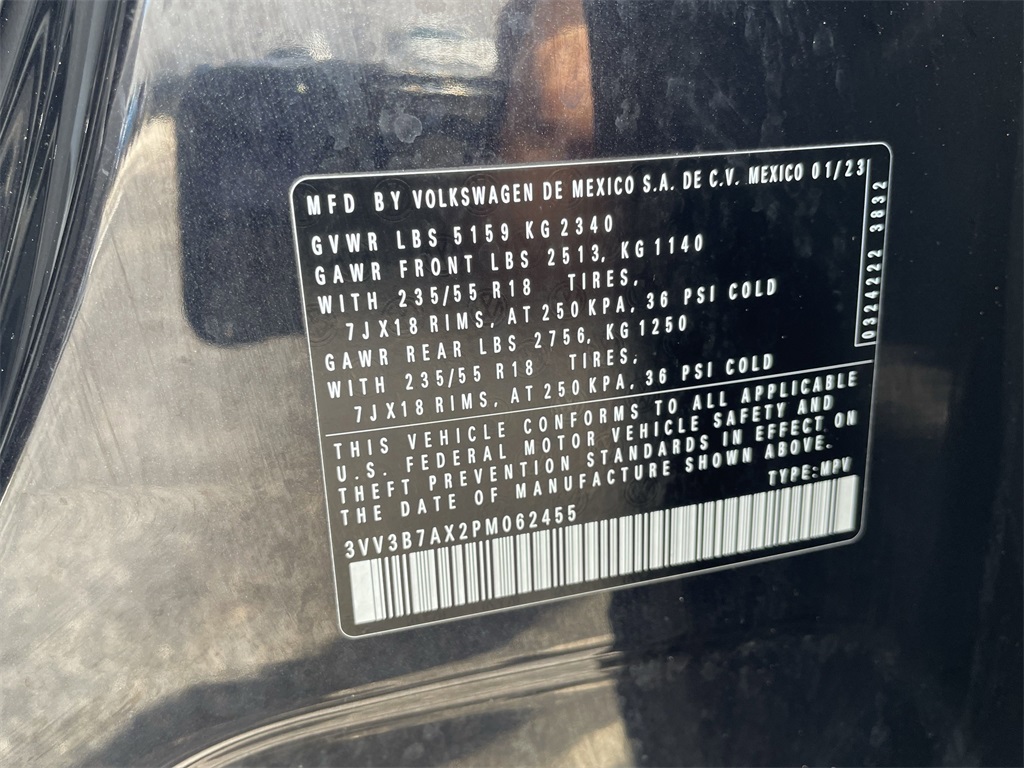 MFD BY VOLKSWAGEN DE MEXICO S.A. DE C.V. MEXICO 01/23
GVWR LBS 5159 KG 2340
GAWR FRONT LBS 2513, KG 1140
WITH 235/55 R18 TIRES,
7JX18 RIMS, AT 250 KPA, 36 PSI COLD
GAWR REAR LBS 2756, KG 1250
WITH 235/55 R18 TIRES,
7JX18 RIMS, AT 250 KPA, 36 PSI COLD
0324222 3832
THIS VEHICLE CONFORMS TO ALL APPLICABLE
U.S. FEDERAL MOTOR VEHICLE SAFETY AND
THEFT PREVENTION STANDARDS IN EFFECT ON
THE DATE OF MANUFACTURE SHOWN ABOVE.
TYPE:MPV
3VV3B7AX2PM062455